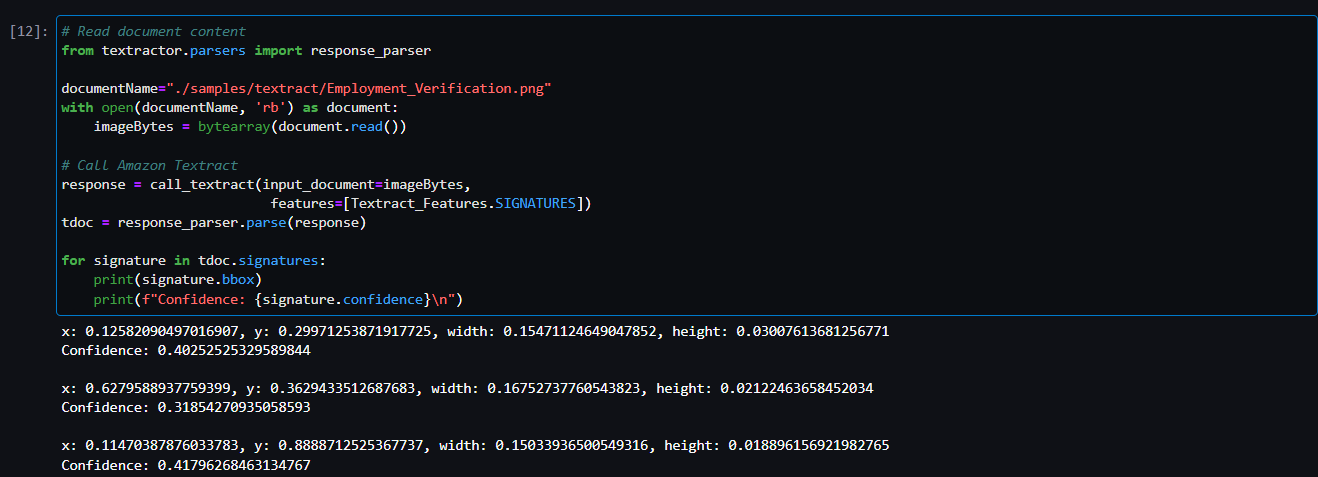 [12]: # Read document content
from textractor.parsers import response_parser
documentName="./samples/textract/Employment_Verification.png"
with open(documentName, 'rb') as document:
    imageBytes = bytearray(document.read())
# Call Amazon Textract
response = call_textract(input_document=imageBytes,
                          features=[Textract_Features.SIGNATURES])
tdoc = response_parser.parse(response)
for signature in tdoc.signatures:
    print(signature.bbox)
    print(f"Confidence: {signature.confidence}\n")
x: 0.12582090497016907, y: 0.29971253871917725, width: 0.15471124649047852, height: 0.03007613681256771
Confidence: 0.40252525329589844
x: 0.6279588937759399, y: 0.3629433512687683, width: 0.16752737760543823, height: 0.02122463658452034
Confidence: 0.31854270935058593
x: 0.11470387876033783, y: 0.8888712525367737, width: 0.15033936500549316, height: 0.018896156921982765
Confidence: 0.41796268463134767